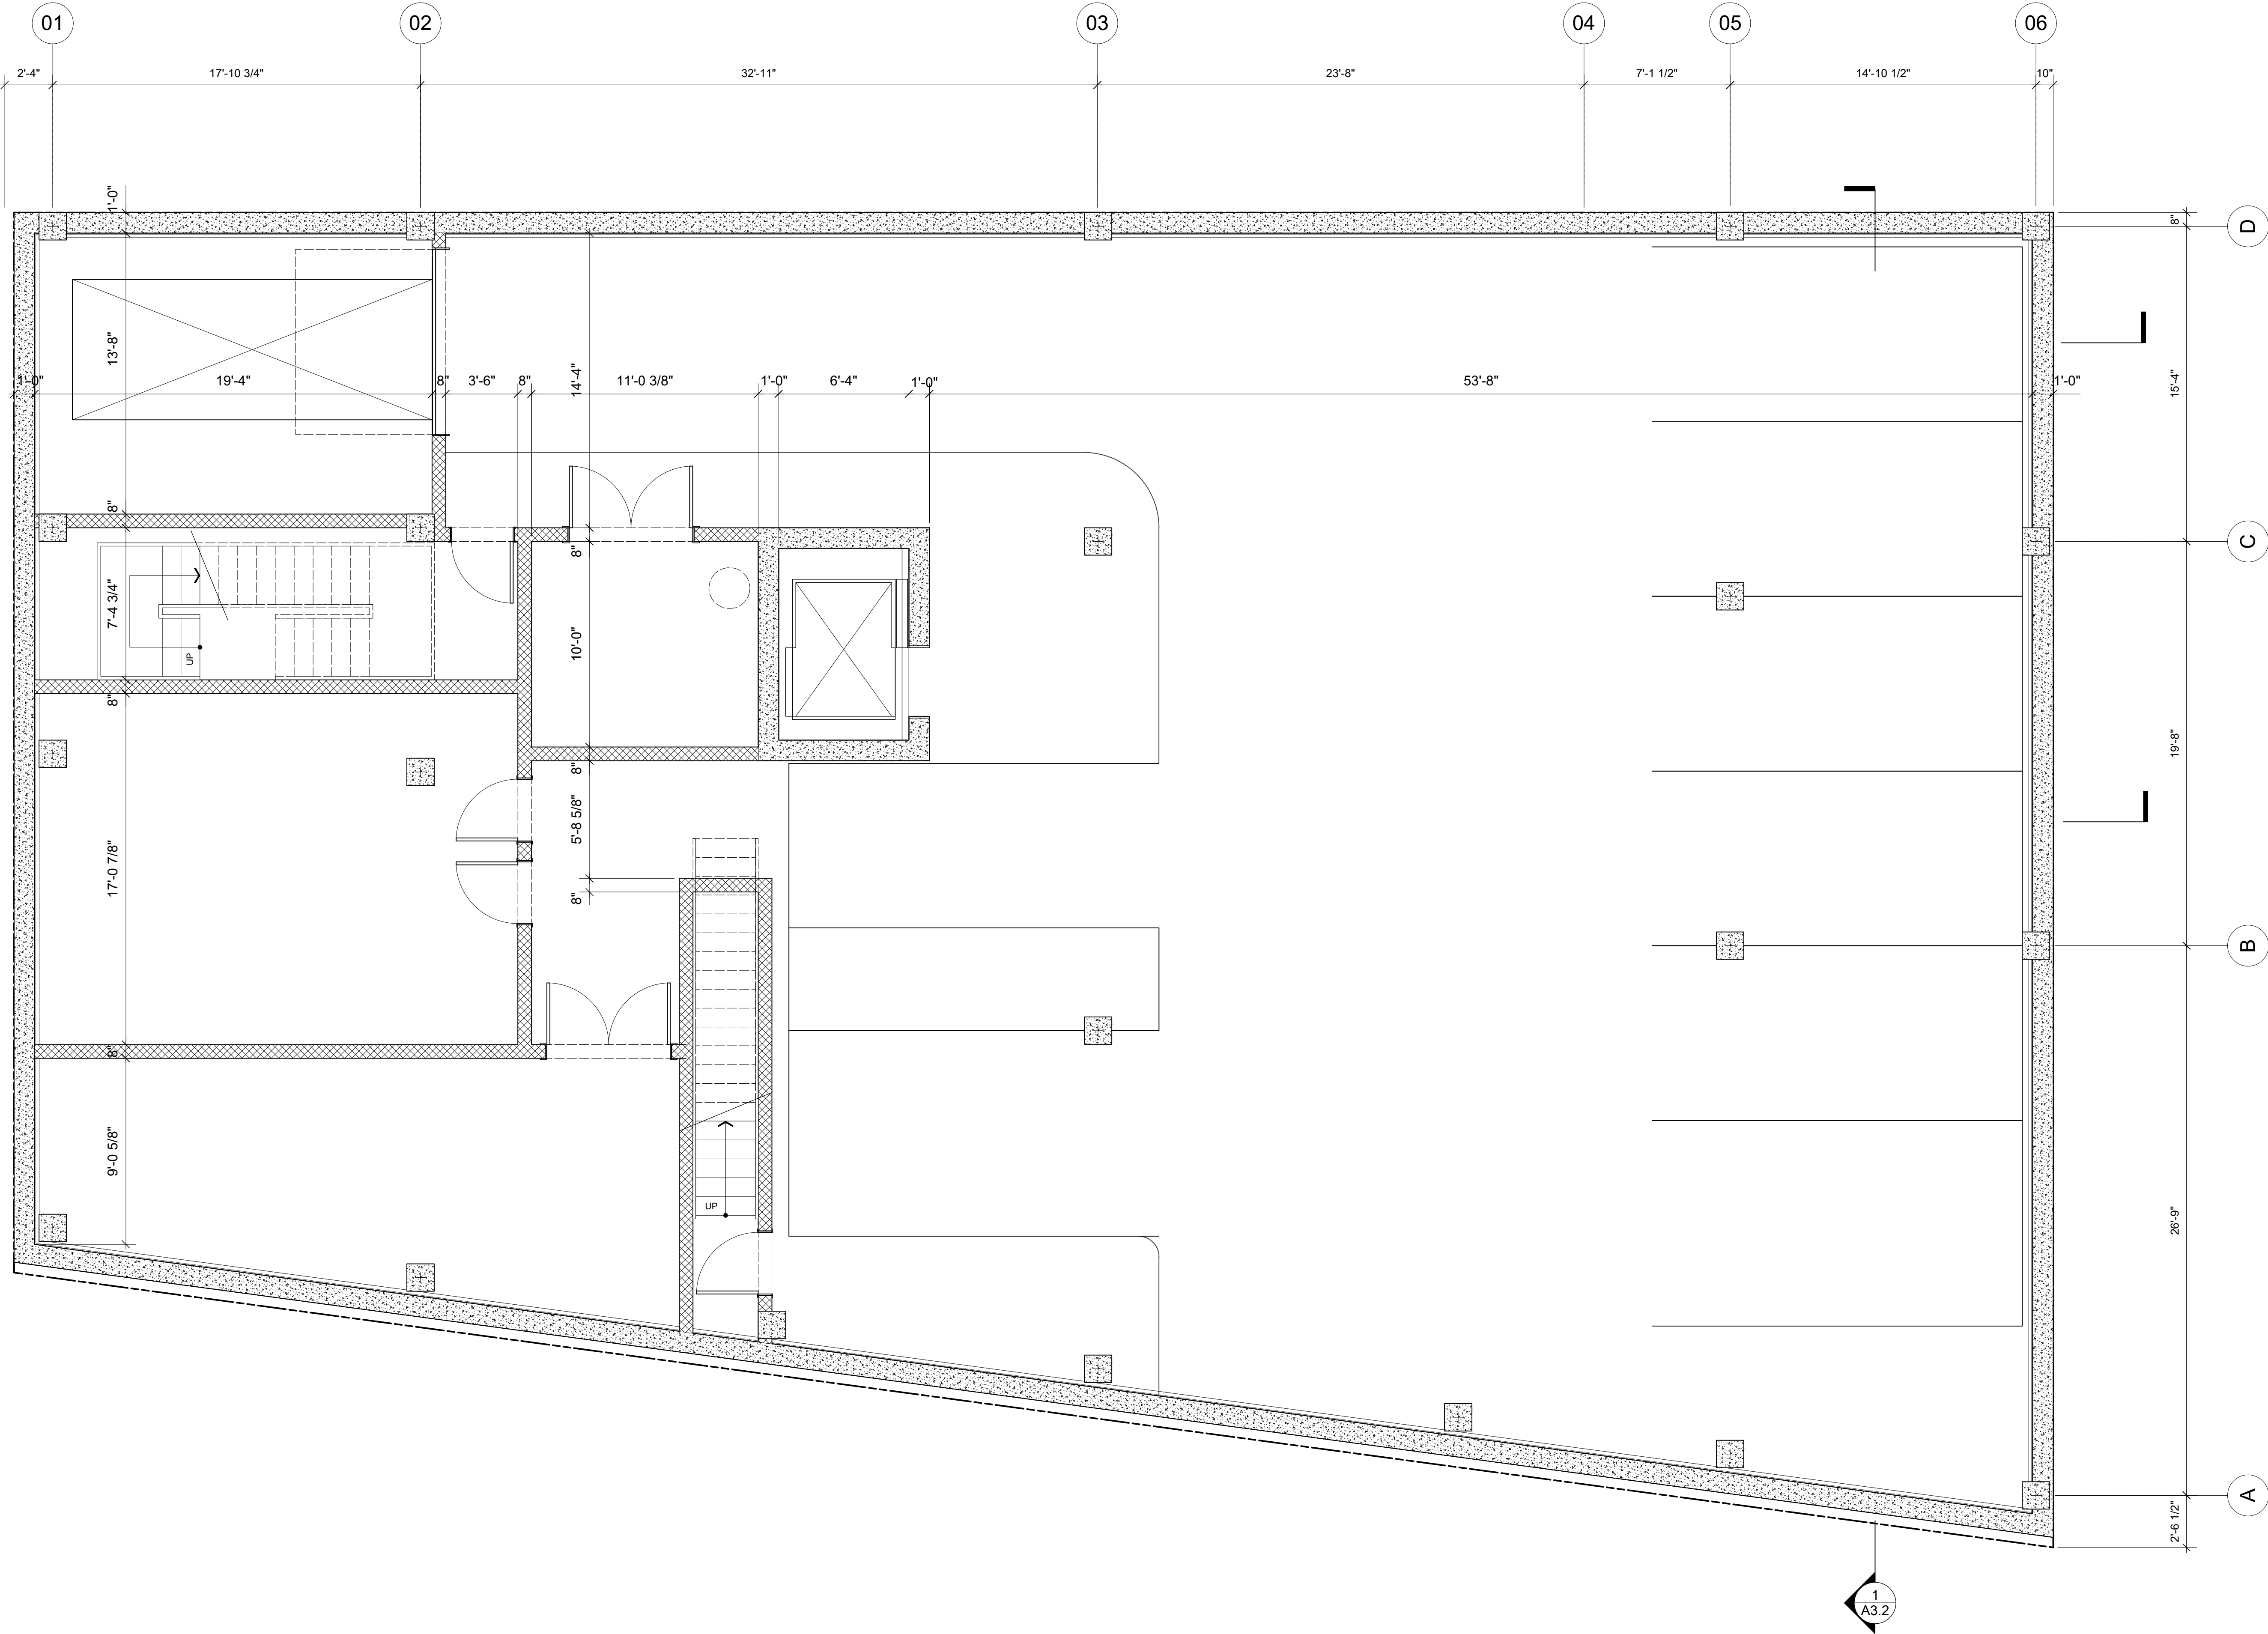 01 02 03 04 05 06
2'-4" 17'-10 3/4" 32'-11" 23'-8" 7'-1 1/2" 14'-10 1/2" 10"
1'-0"
8"
D
13'-8"
14'-4"
15'-4"
1'-0" 19'-4" 8" 3'-6" 8" 11'-0 3/8" 1'-0" 6'-4" 1'-0" 53'-8" 1'-0"
8"
8"
C
7'-4 3/4"
10'-0"
UP
8"
19'-8"
8"
5'-8 5/8"
17'-0 7/8"
8"
B
8"
9'-0 5/8"
UP
26'-9"
A
2'-6 1/2"
1
A3.2